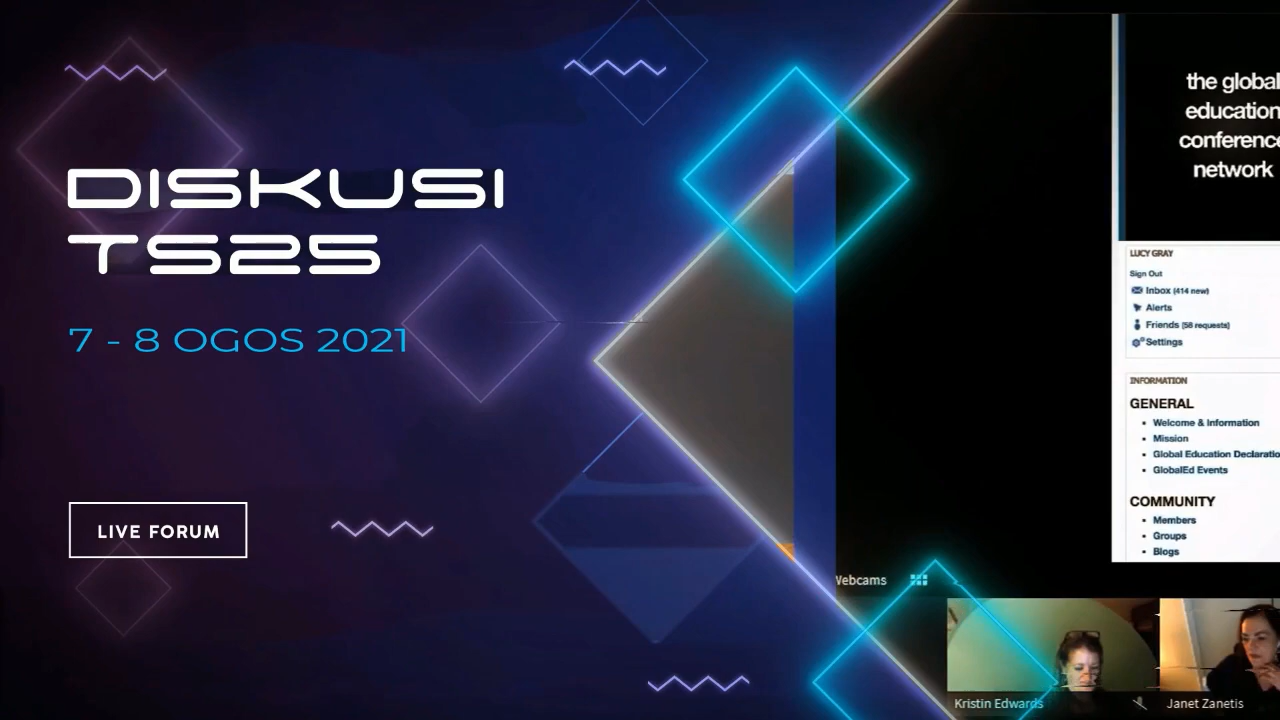 DISKUSI
TS25
7 - 8 OGOS 2021
LIVE FORUM
the global
education
conference
network
LUCY GRAY
Sign Out
Inbox (414 new)
Alerts
Friends (58 requests)
Settings
INFORMATION
GENERAL
Welcome & Information
Mission
Global Education Declaratio
GlobalEd Events
COMMUNITY
Members
Groups
Blogs
Webcams
Kristin Edwards
Janet Zanetis